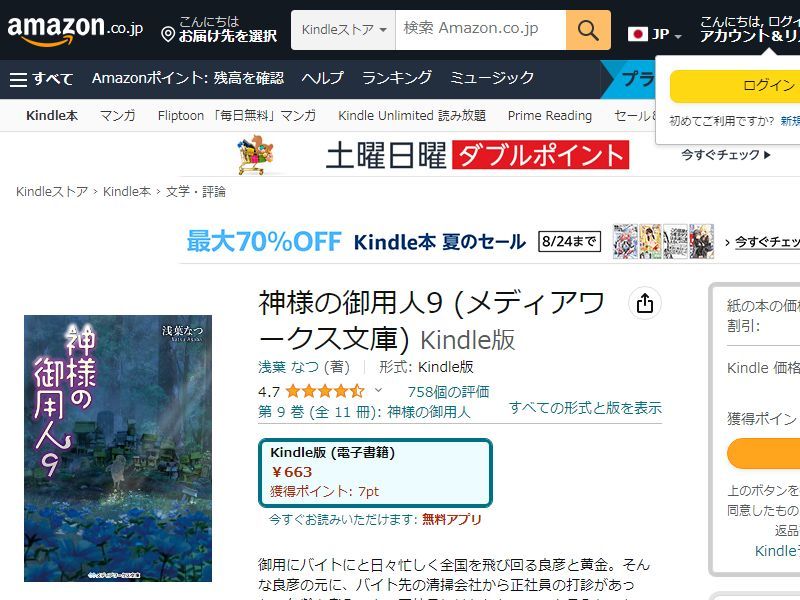 amazon.co.jp
こんにちは
お届け先を選択
Kindleストア
検索 Amazon.co.jp
JP
こんにちは, ログイ
アカウント&リ
すべて
Amazonポイント: 残高を確認
ヘルプ
ランキング
ミュージック
プラ
ログイン
初めてご利用ですか? 新規
Kindle本
マンガ
Fliptoon 「毎日無料」マンガ
Kindle Unlimited 読み放題
Prime Reading
セール&
土曜日曜 ダブルポイント
今すぐチェック
Kindleストア › Kindle本 › 文学・評論
最大70%OFF Kindle本 夏のセール 8/24まで
› 今すぐチェッ
神様の御用人9 (メディアワ
ークス文庫) Kindle版
浅葉 なつ (著)
形式: Kindle版
4.7
758個の評価
第 9 巻 (全 11 冊): 神様の御用人
すべての形式と版を表示
Kindle版 (電子書籍)
￥663
獲得ポイント: 7pt
今すぐお読みいただけます: 無料アプリ
御用にバイトにと日々忙しく全国を飛び回る良彦と黄金。そん
な良彦の元に、バイト先の清掃会社から正社員の打診があっ
浅葉なつ
Natsu Asaba
神様の
御用人9
メディアワークス文庫
紙の本の価格
割引:
Kindle 価格
獲得ポイン
上のボタンを
同意したもの
返品
Kindle